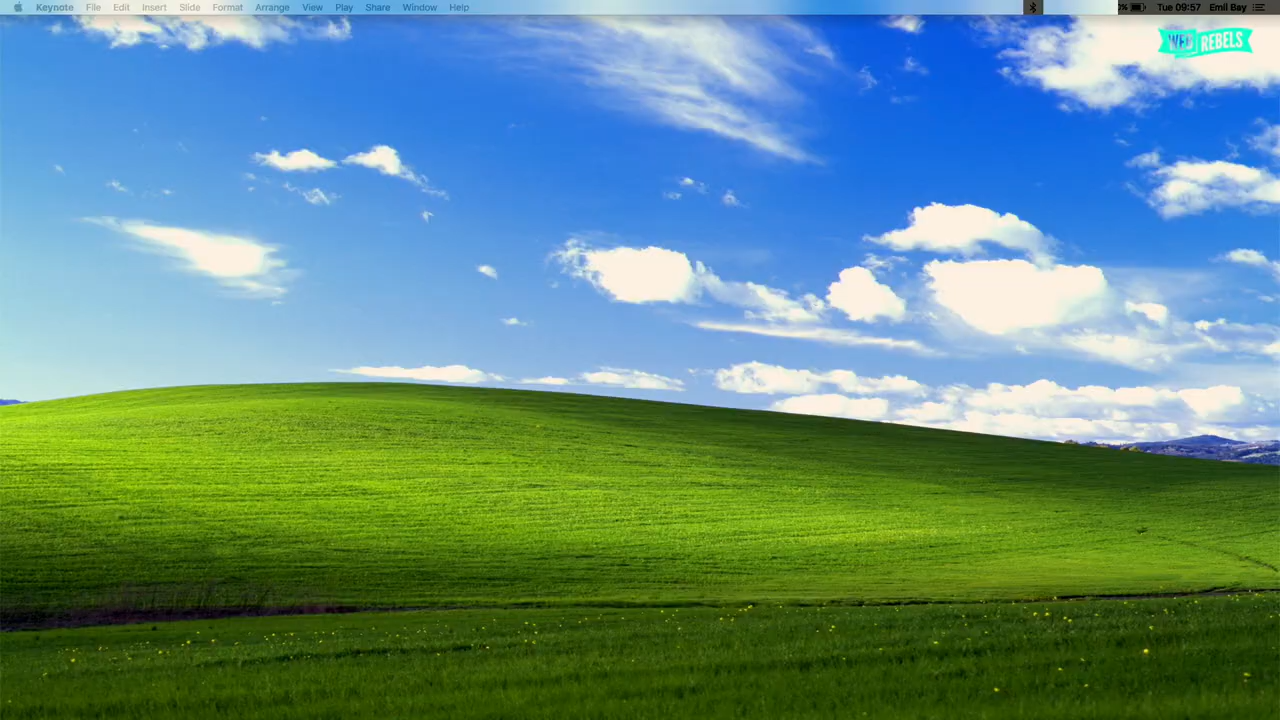 Keynote File Edit Insert Slide Format Arrange View Play Share Window Help
% Tue 09:57 Emil Bay
WEB REBELS